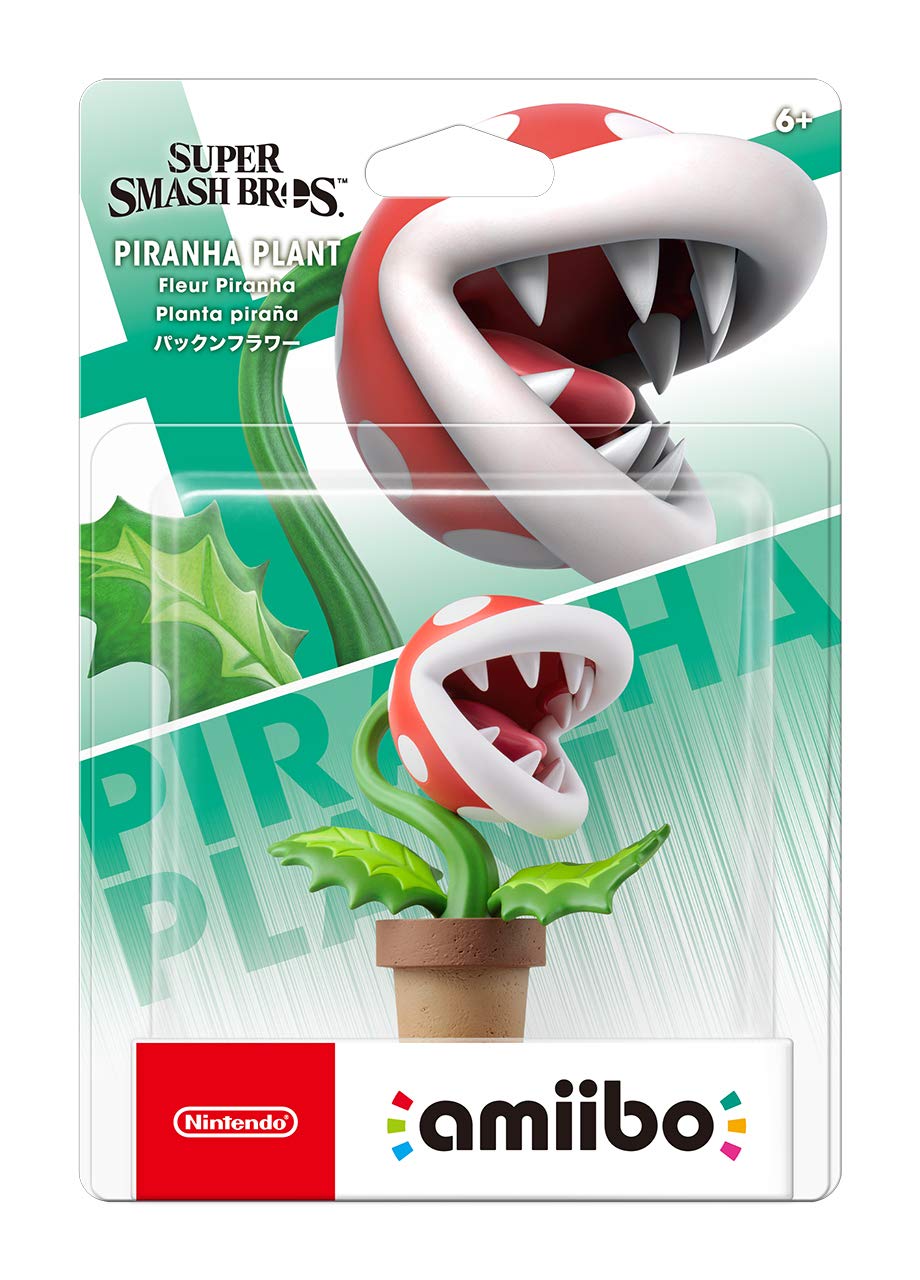 SUPER
SMASH BROS.™
PIRANHA PLANT
Fleur Piranha
Planta piraña
パックンフラワー
6+
PIRANHA
PLANT
Nintendo
amiibo